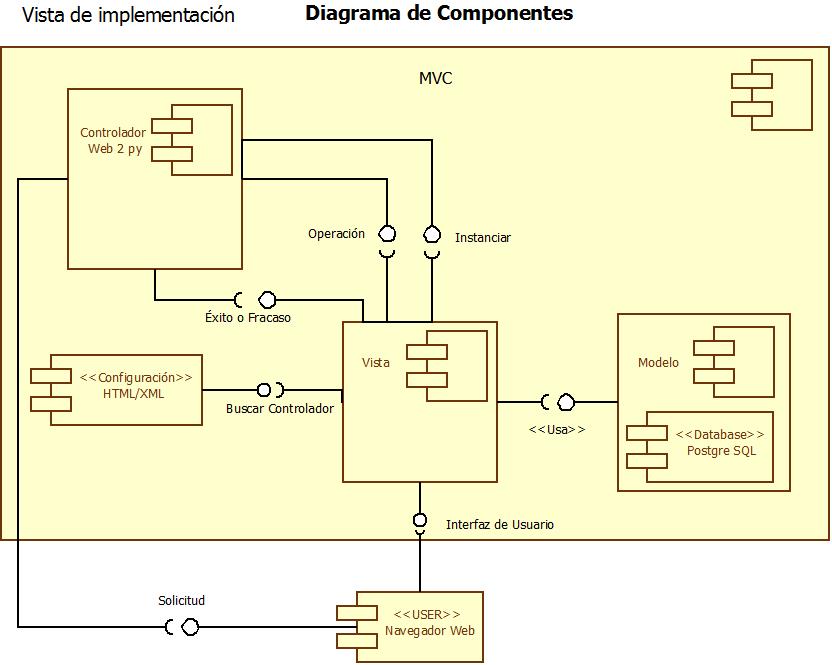 Vista de implementación
Diagrama de Componentes
MVC
Controlador
Web 2 py
Operación
Instanciar
Éxito o Fracaso
<<Configuración>>
HTML/XML
Buscar Controlador
Vista
<<Usa>>
Modelo
<<Database>>
Postgre SQL
Interfaz de Usuario
Solicitud
<<USER>>
Navegador Web